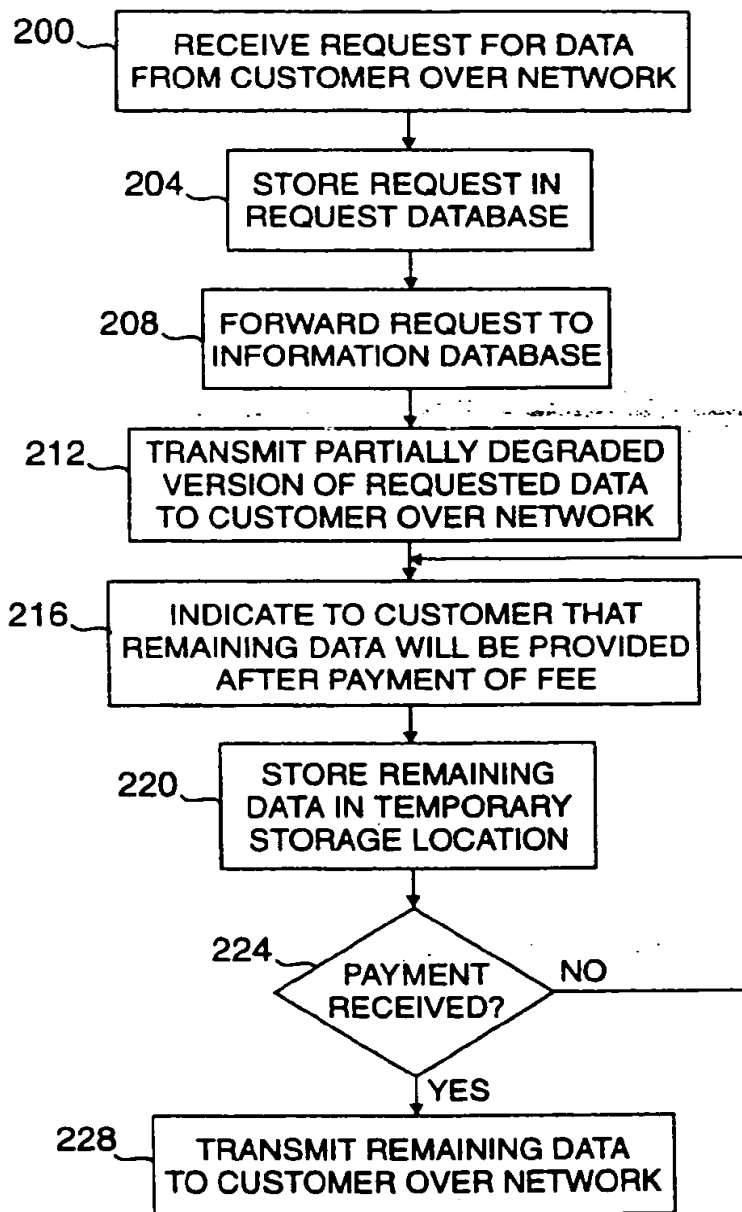 200
RECEIVE REQUEST FOR DATA
FROM CUSTOMER OVER NETWORK
204
STORE REQUEST IN
REQUEST DATABASE
208
FORWARD REQUEST TO
INFORMATION DATABASE
212
TRANSMIT PARTIALLY DEGRADED
VERSION OF REQUESTED DATA
TO CUSTOMER OVER NETWORK
216
INDICATE TO CUSTOMER THAT
REMAINING DATA WILL BE PROVIDED
AFTER PAYMENT OF FEE
220
STORE REMAINING
DATA IN TEMPORARY
STORAGE LOCATION
224
PAYMENT
RECEIVED?
NO
YES
228
TRANSMIT REMAINING DATA
TO CUSTOMER OVER NETWORK